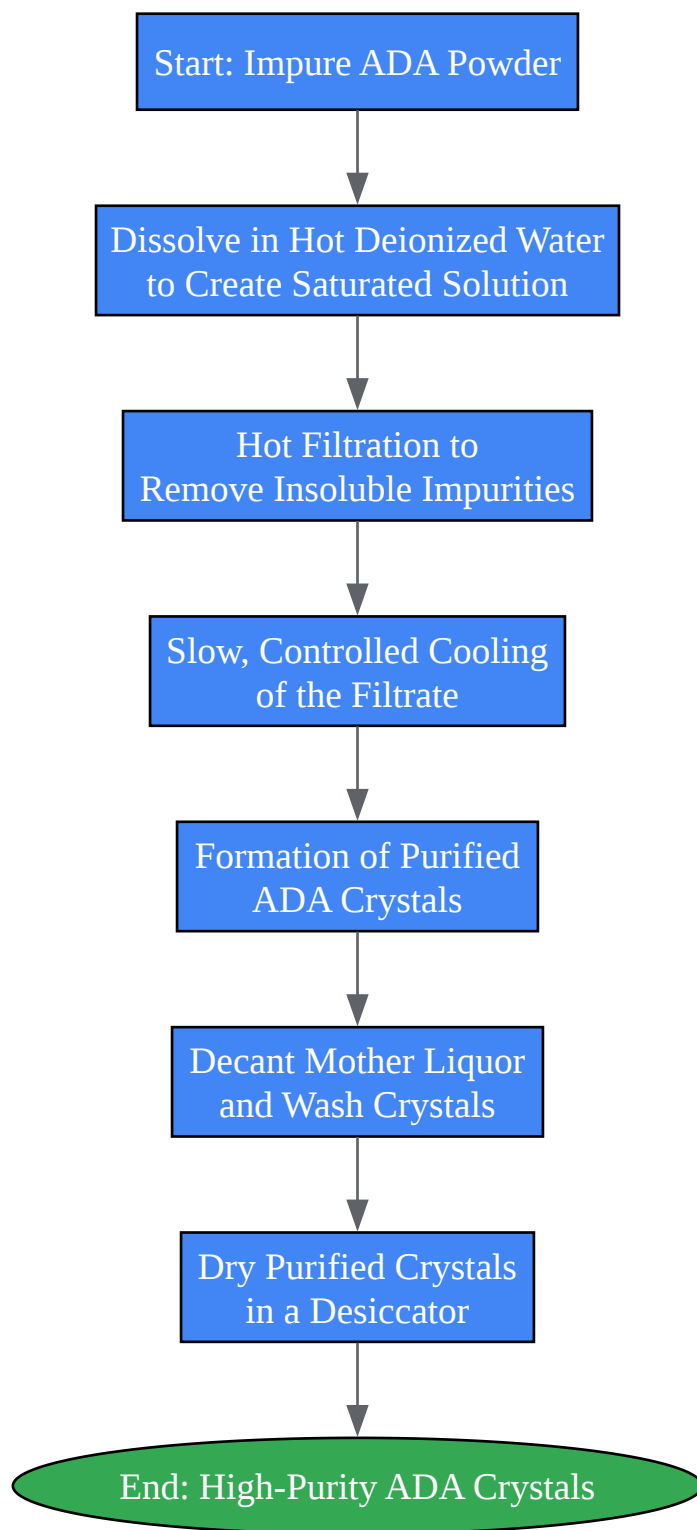 Start: Impure ADA Powder
Dissolve in Hot Deionized Water
to Create Saturated Solution
Hot Filtration to
Remove Insoluble Impurities
Slow, Controlled Cooling
of the Filtrate
Formation of Purified
ADA Crystals
Decant Mother Liquor
and Wash Crystals
Dry Purified Crystals
in a Desiccator
End: High-Purity ADA Crystals